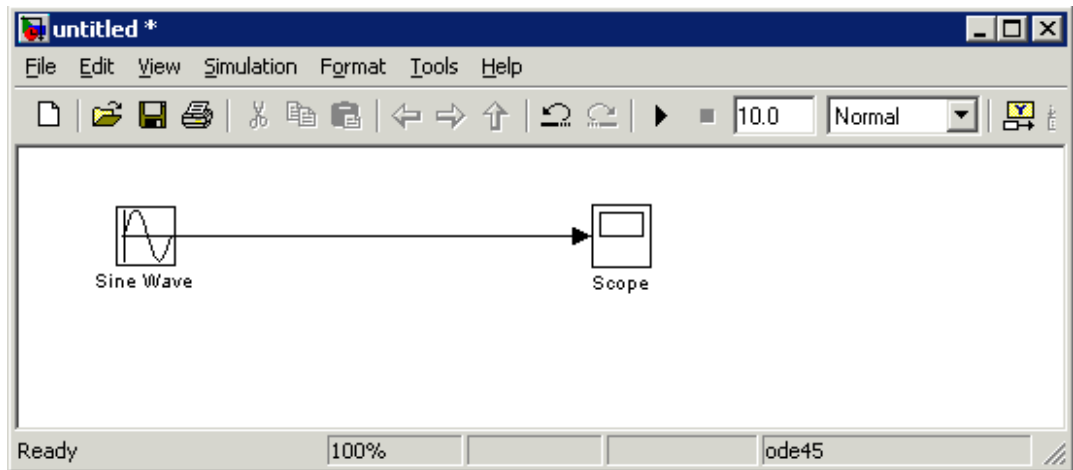 untitled *
File Edit View Simulation Format Tools Help
10.0 Normal
Sine Wave
Scope
Ready 100% ode45